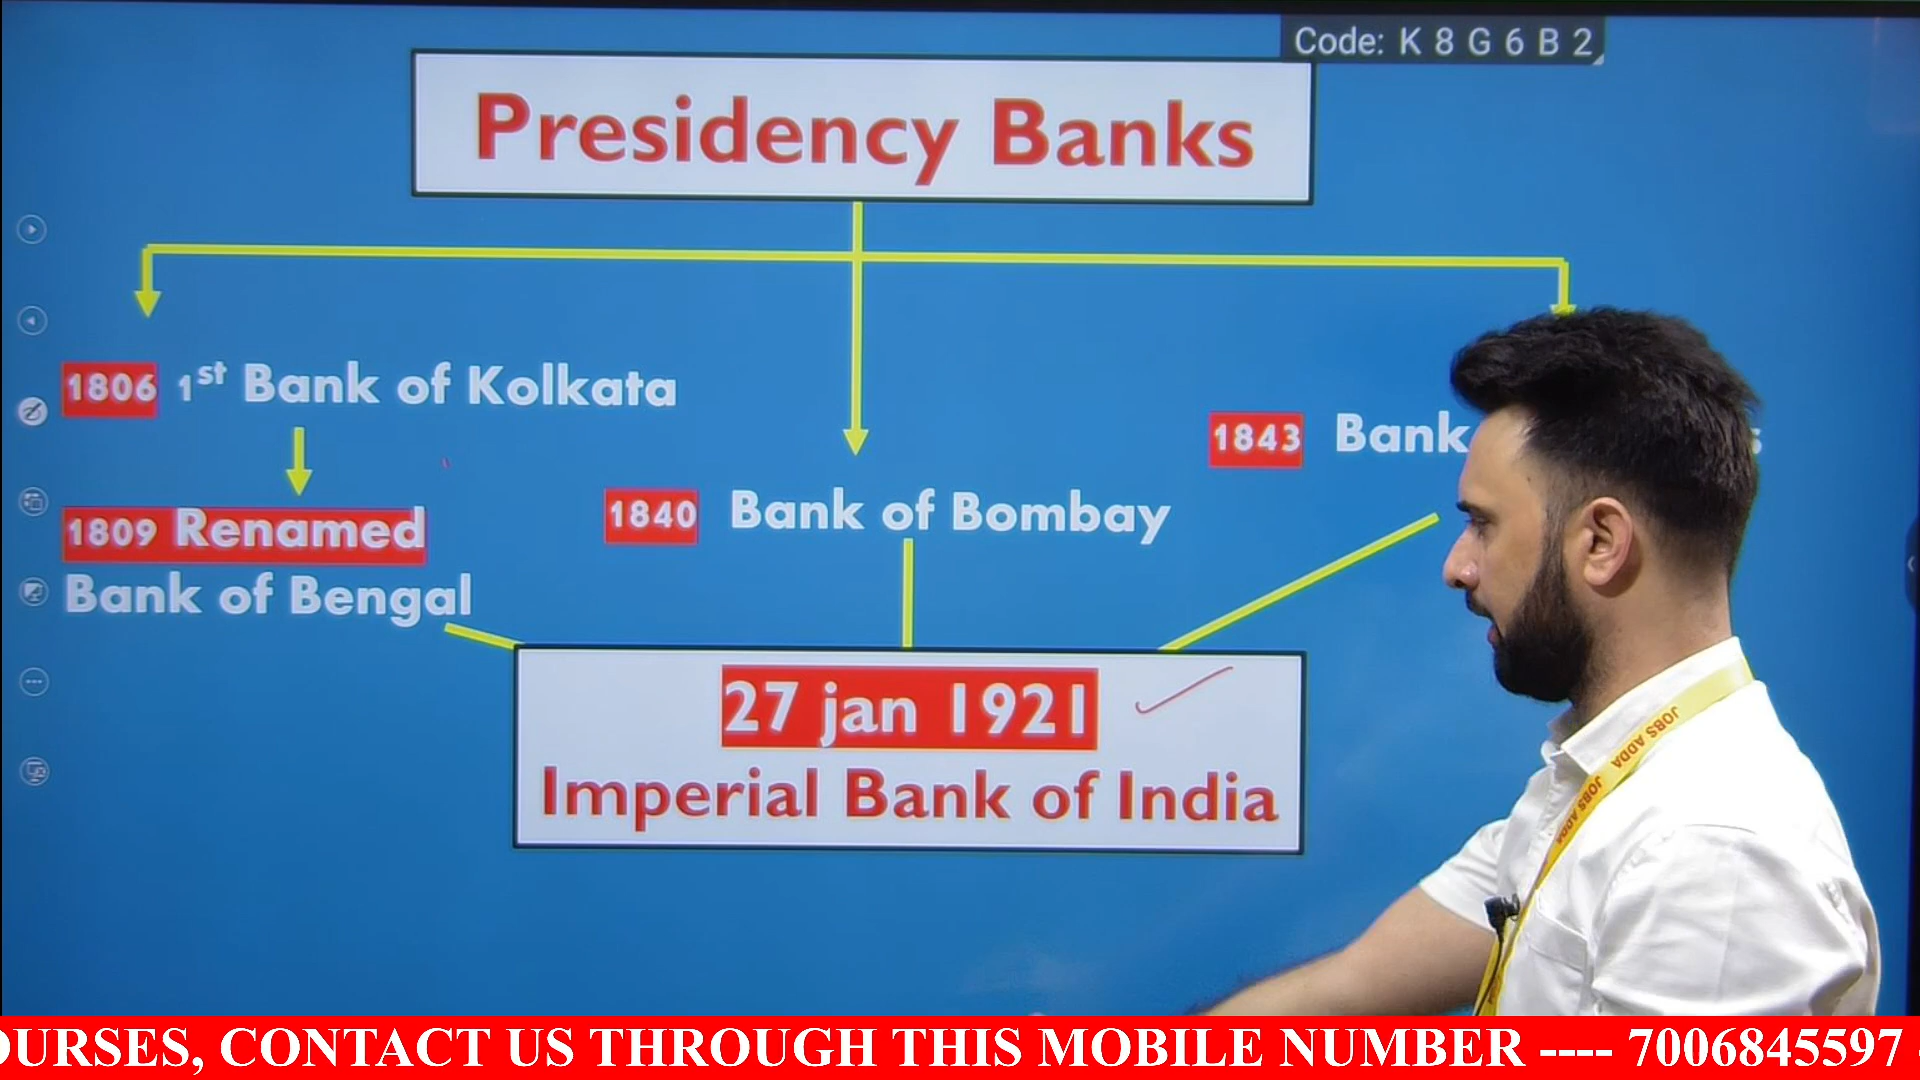 Code: K 8 G 6 B 2
Presidency Banks
1806 1st Bank of Kolkata
1843 Bank
1840 Bank of Bombay
1809 Renamed
Bank of Bengal
27 jan 1921
Imperial Bank of India
JOBS ADDA
JOBS ADDA
OURSES, CONTACT US THROUGH THIS MOBILE NUMBER ---- 7006845597